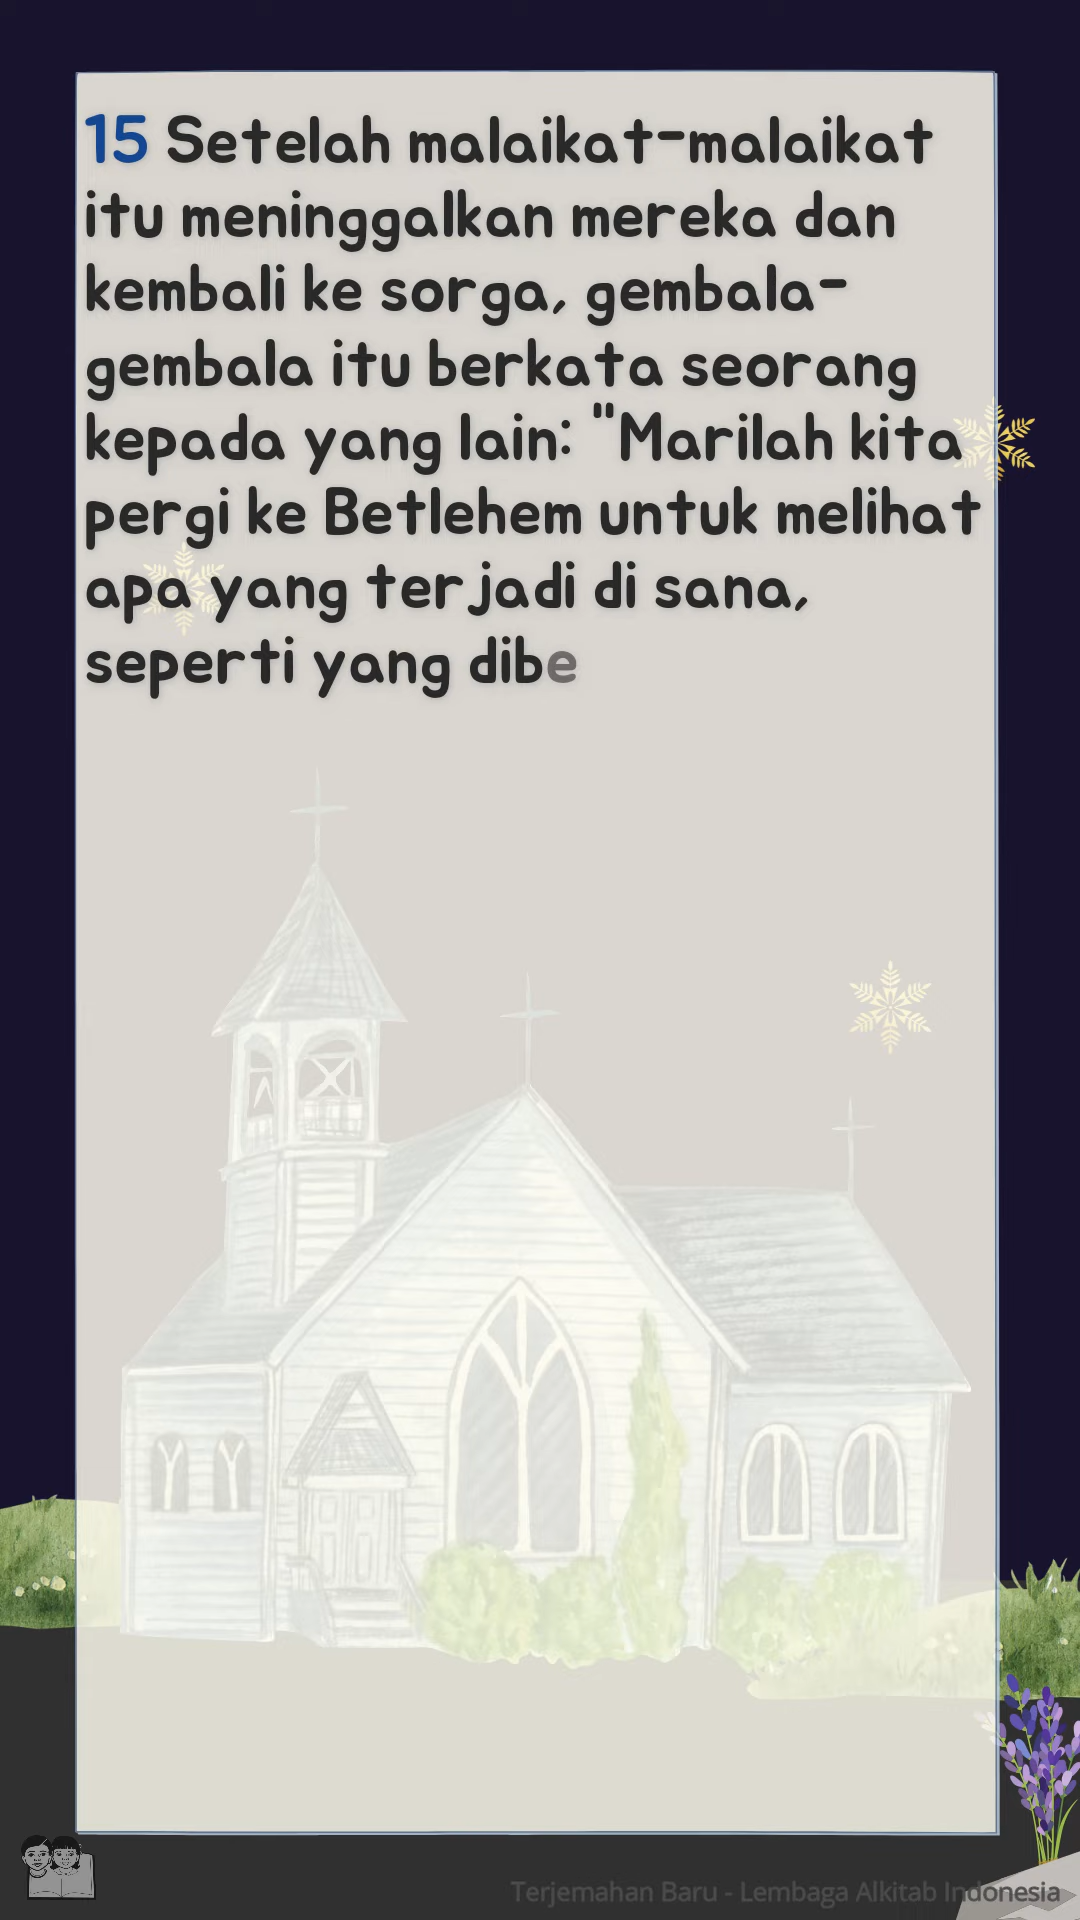 15 Setelah malaikat-malaikat
itu meninggalkan mereka dan
kembali ke sorga, gembala-
gembala itu berkata seorang
kepada yang lain: "Marilah kita
pergi ke Betlehem untuk melihat
apa yang terjadi di sana,
seperti yang dibe
Terjemahan Baru - Lembaga Alkitab Indonesia